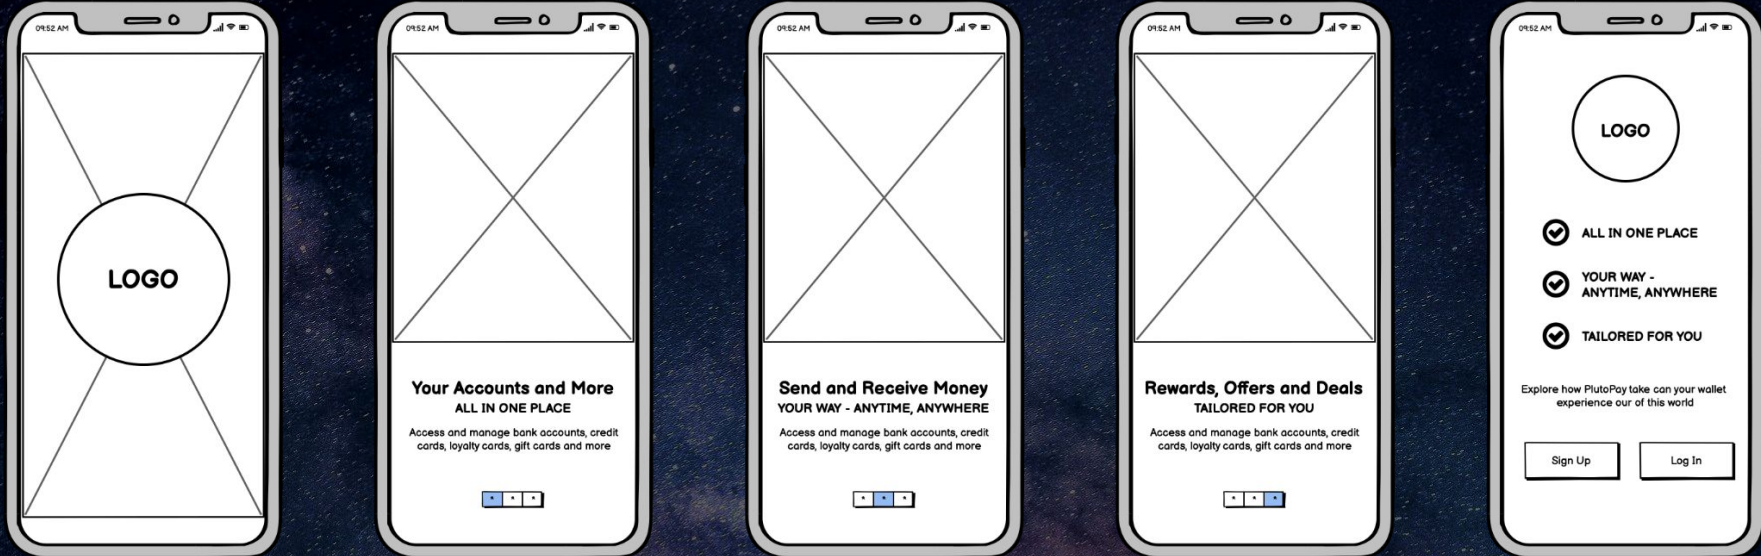 09:52 AM
LOGO
09:52 AM
Your Accounts and More
ALL IN ONE PLACE
Access and manage bank accounts, credit
cards, loyalty cards, gift cards and more
* * *
09:52 AM
Send and Receive Money
YOUR WAY - ANYTIME, ANYWHERE
Access and manage bank accounts, credit
cards, loyalty cards, gift cards and more
* * *
09:52 AM
Rewards, Offers and Deals
TAILORED FOR YOU
Access and manage bank accounts, credit
cards, loyalty cards, gift cards and more
* * *
09:52 AM
LOGO
ALL IN ONE PLACE
YOUR WAY -
ANYTIME, ANYWHERE
TAILORED FOR YOU
Explore how PlutoPay take can your wallet
experience our of this world
Sign Up
Log In